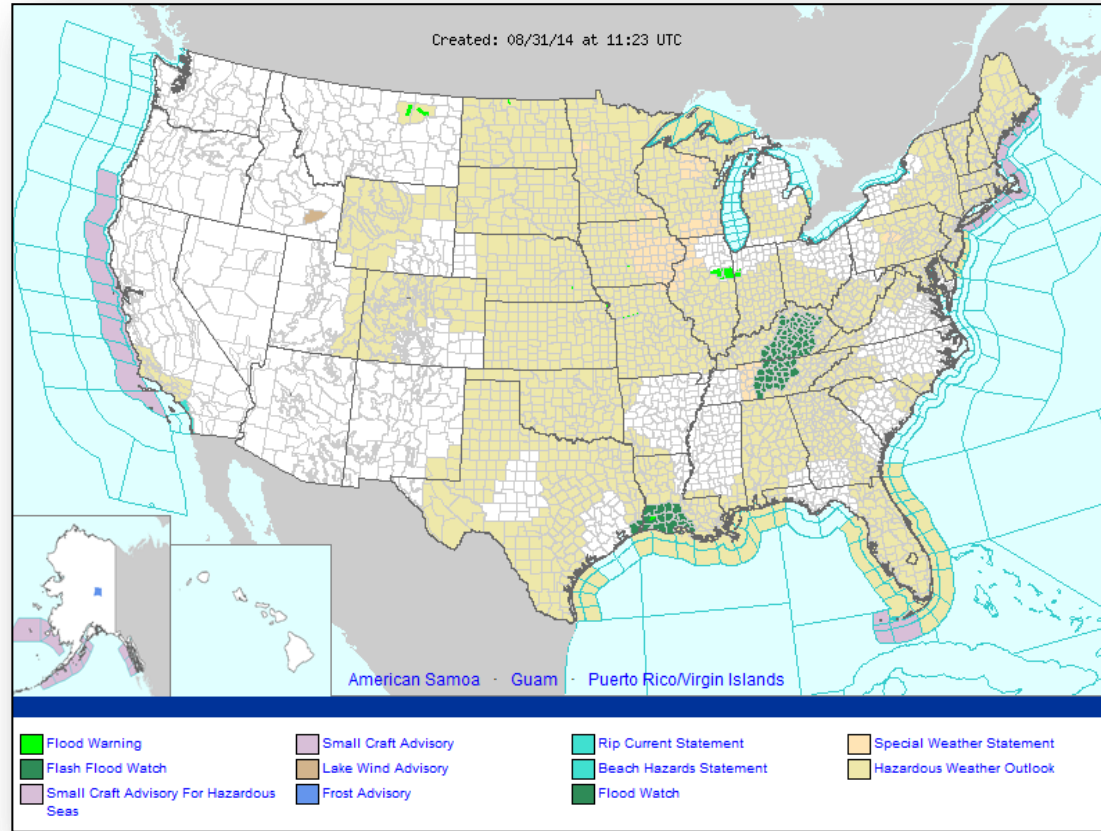 Created: 08/31/14 at 11:23 UTC
American Samoa - Guam - Puerto Rico/Virgin Islands
Flood Warning
Flash Flood Watch
Small Craft Advisory For Hazardous
Seas
Small Craft Advisory
Lake Wind Advisory
Frost Advisory
Rip Current Statement
Beach Hazards Statement
Flood Watch
Special Weather Statement
Hazardous Weather Outlook